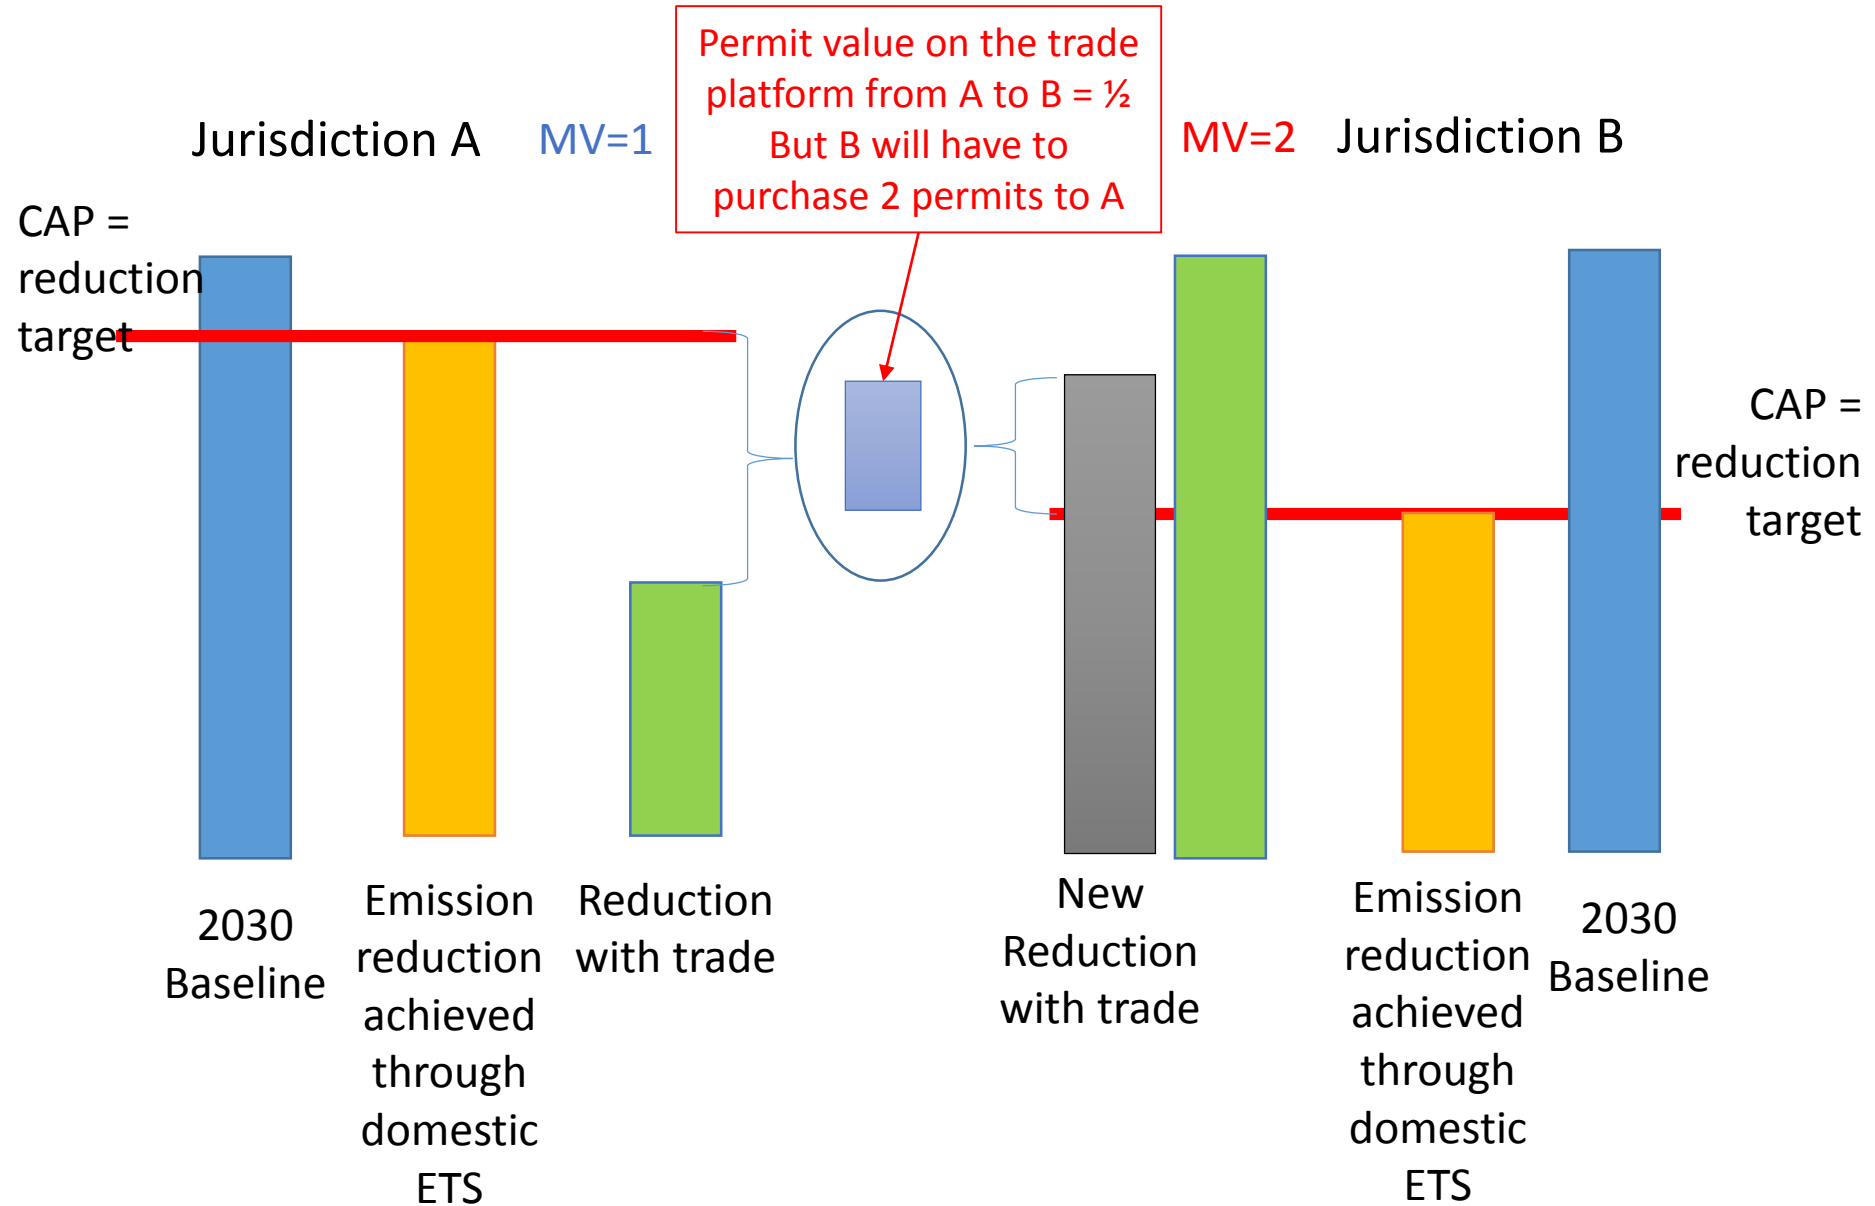 Permit value on the trade
platform from A to B = ½
But B will have to
purchase 2 permits to A
Jurisdiction A
MV=1
MV=2
Jurisdiction B
CAP =
reduction
target
CAP =
reduction
target
2030
Baseline
Emission
reduction
achieved
through
domestic
ETS
Reduction
with trade
New
Reduction
with trade
Emission
reduction
achieved
through
domestic
ETS
2030
Baseline